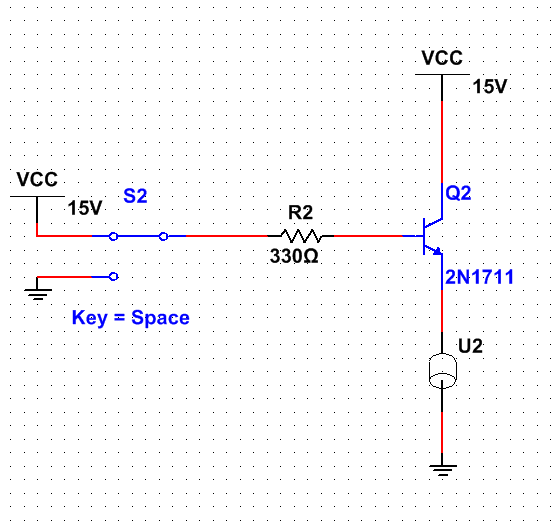 VCC
15V
VCC
15V
S2
Q2
R2
330Ω
2N1711
Key = Space
U2